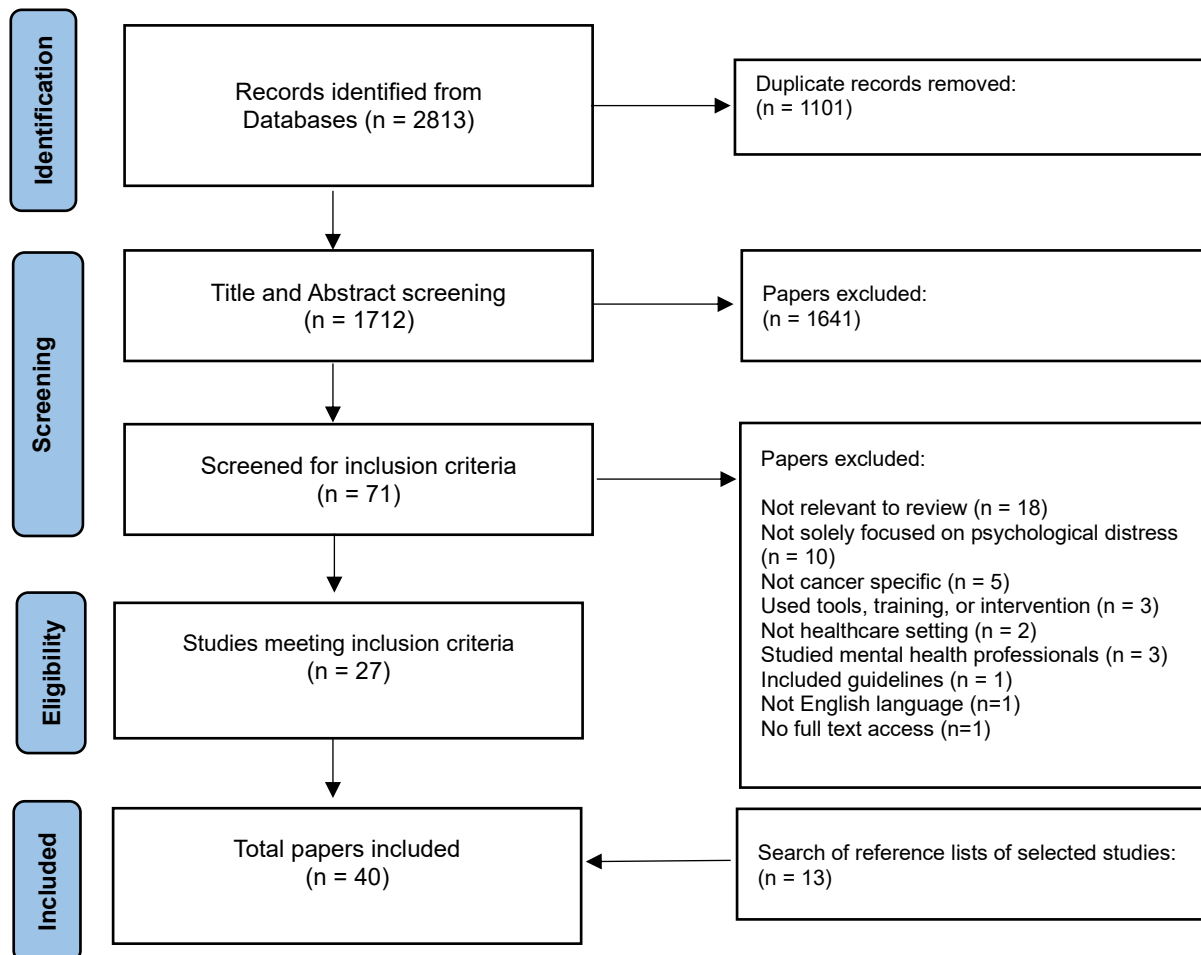 Identification
Records identified from
Databases (n = 2813)
Duplicate records removed:
(n = 1101)
Screening
Title and Abstract screening
(n = 1712)
Papers excluded:
(n = 1641)
Screened for inclusion criteria
(n = 71)
Papers excluded:
Not relevant to review (n = 18)
Not solely focused on psychological distress
(n = 10)
Not cancer specific (n = 5)
Used tools, training, or intervention (n = 3)
Not healthcare setting (n = 2)
Studied mental health professionals (n = 3)
Included guidelines (n = 1)
Not English language (n=1)
No full text access (n=1)
Eligibility
Studies meeting inclusion criteria
(n = 27)
Included
Total papers included
(n = 40)
Search of reference lists of selected studies:
(n = 13)